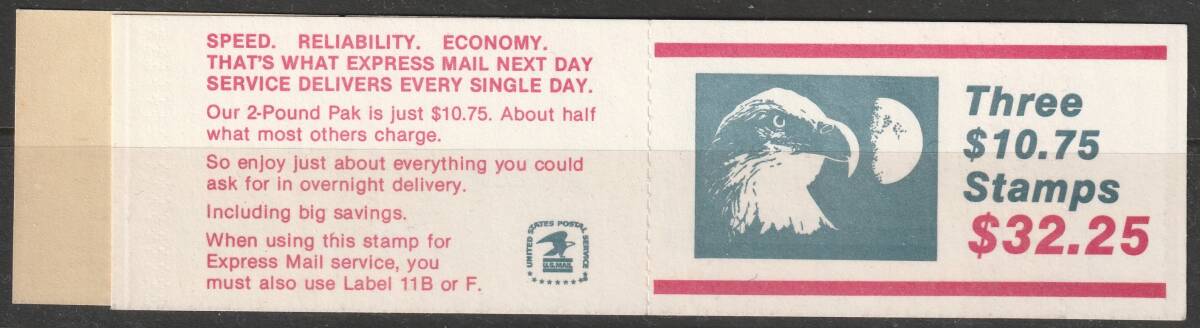 SPEED. RELIABILITY. ECONOMY.
THAT'S WHAT EXPRESS MAIL NEXT DAY
SERVICE DELIVERS EVERY SINGLE DAY.
Our 2-Pound Pak is just $10.75. About half
what most others charge.
So enjoy just about everything you could
ask for in overnight delivery.
Including big savings.
When using this stamp for
Express Mail service, you
must also use Label 11B or F.
UNITED STATES POSTAL SERVICE
U.S. MAIL
Three
$10.75
Stamps
$32.25